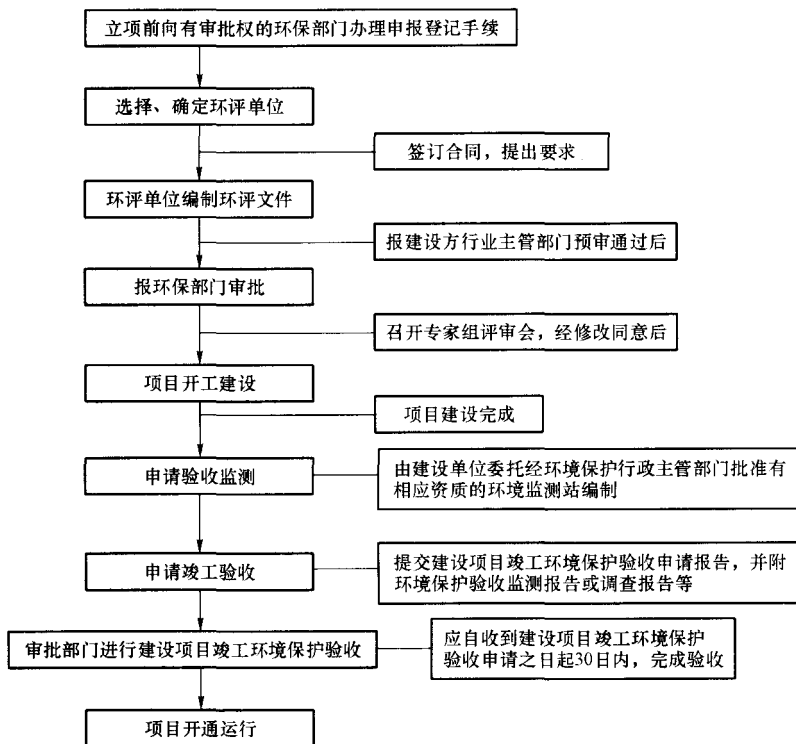 立项前向有审批权的环保部门办理申报登记手续
选择、确定环评单位
签订合同，提出要求
环评单位编制环评文件
报建设方行业主管部门预审通过后
报环保部门审批
召开专家组评审会，经修改同意后
项目开工建设
项目建设完成
申请验收监测
由建设单位委托经环境保护行政主管部门批准有
相应资质的环境监测站编制
申请竣工验收
提交建设项目竣工环境保护验收申请报告，并附
环境保护验收监测报告或调查报告等
审批部门进行建设项目竣工环境保护验收
应自收到建设项目竣工环境保护
验收申请之日起30日内，完成验收
项目开通运行